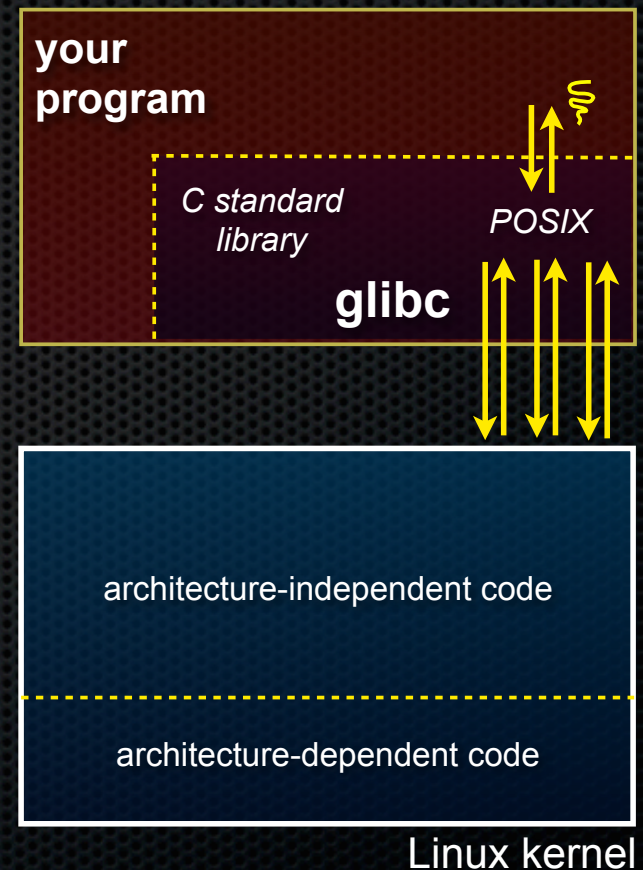 your
program
C standard
library
POSIX
glibc
architecture-independent code
architecture-dependent code
Linux kernel